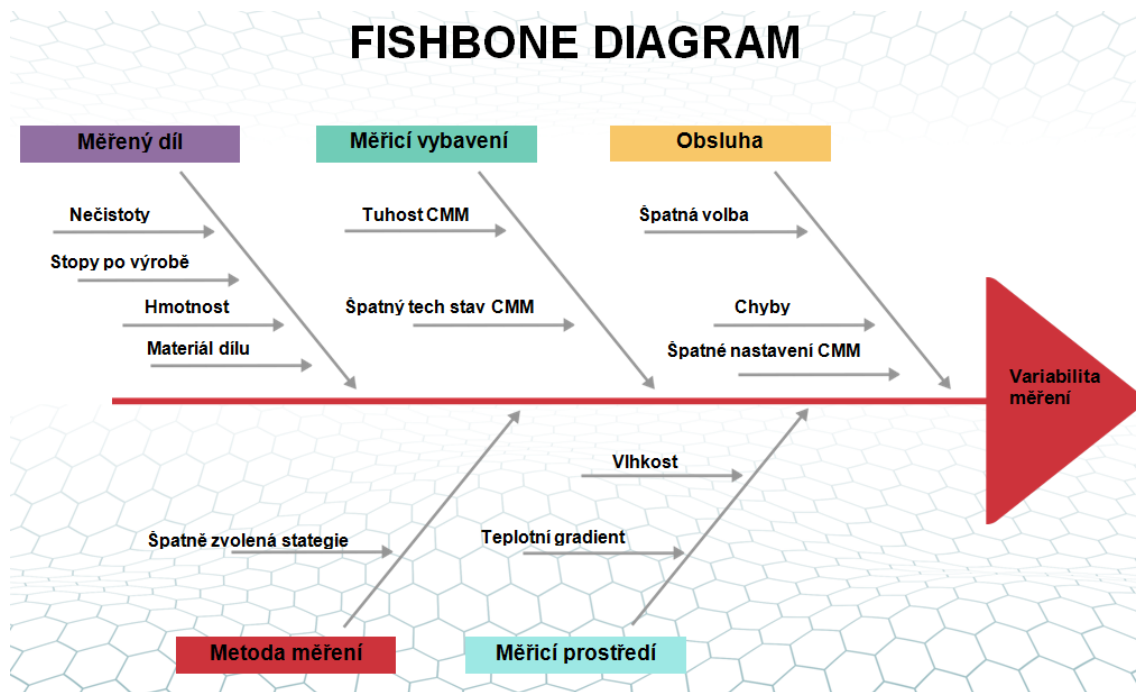 FISHBONE DIAGRAM
Měřený díl
Měřicí vybavení
Obsluha
Nečistoty
Tuhost CMM
Špatná volba
Stopy po výrobě
Hmotnost
Špatný tech stav CMM
Chyby
Materiál dílu
Špatné nastavení CMM
Variabilita
měření
Vlhkost
Špatně zvolená stategie
Teplotní gradient
Metoda měření
Měřicí prostředí